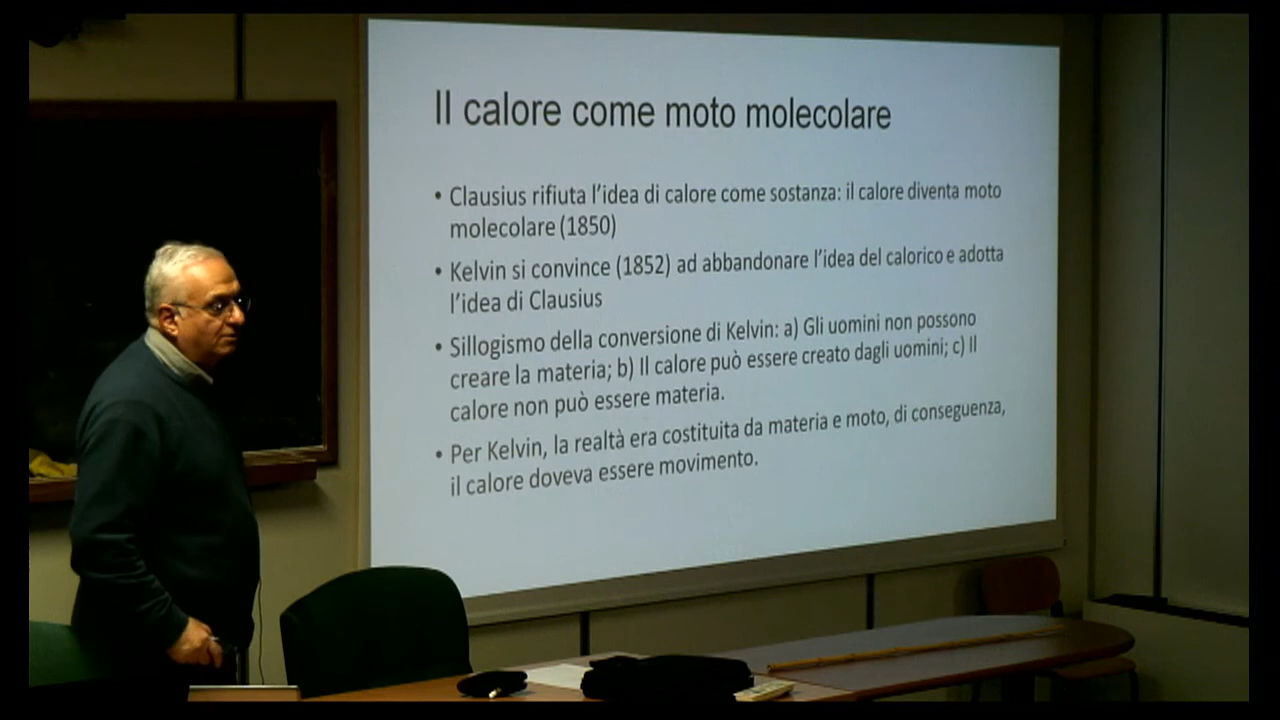 Il calore come moto molecolare
• Clausius rifiuta l’idea di calore come sostanza: il calore diventa moto
molecolare (1850)
• Kelvin si convince (1852) ad abbandonare l’idea del calorico e adotta
l’idea di Clausius
• Sillogismo della conversione di Kelvin: a) Gli uomini non possono
creare la materia; b) Il calore può essere creato dagli uomini; c) Il
calore non può essere materia.
• Per Kelvin, la realtà era costituita da materia e moto, di conseguenza,
il calore doveva essere movimento.